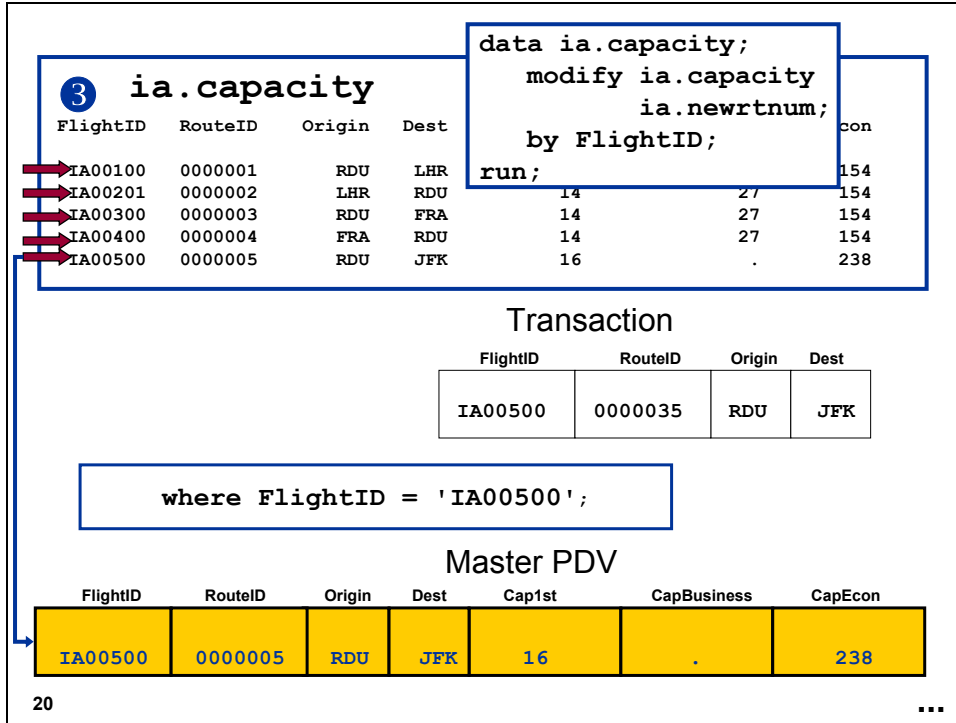 data ia.capacity;
modify ia.capacity
ia.newrtnum;
by FlightID;
run;
3 ia.capacity
FlightID RouteID Origin Dest con
IA00100 0000001 RDU LHR 154
IA00201 0000002 LHR RDU 14 27 154
IA00300 0000003 RDU FRA 14 27 154
IA00400 0000004 FRA RDU 14 27 154
IA00500 0000005 RDU JFK 16 . 238
Transaction
FlightID RouteID Origin Dest
IA00500 0000035 RDU JFK
where FlightID = 'IA00500';
Master PDV
FlightID RouteID Origin Dest Cap1st CapBusiness CapEcon
IA00500 0000005 RDU JFK 16 . 238
20 ...